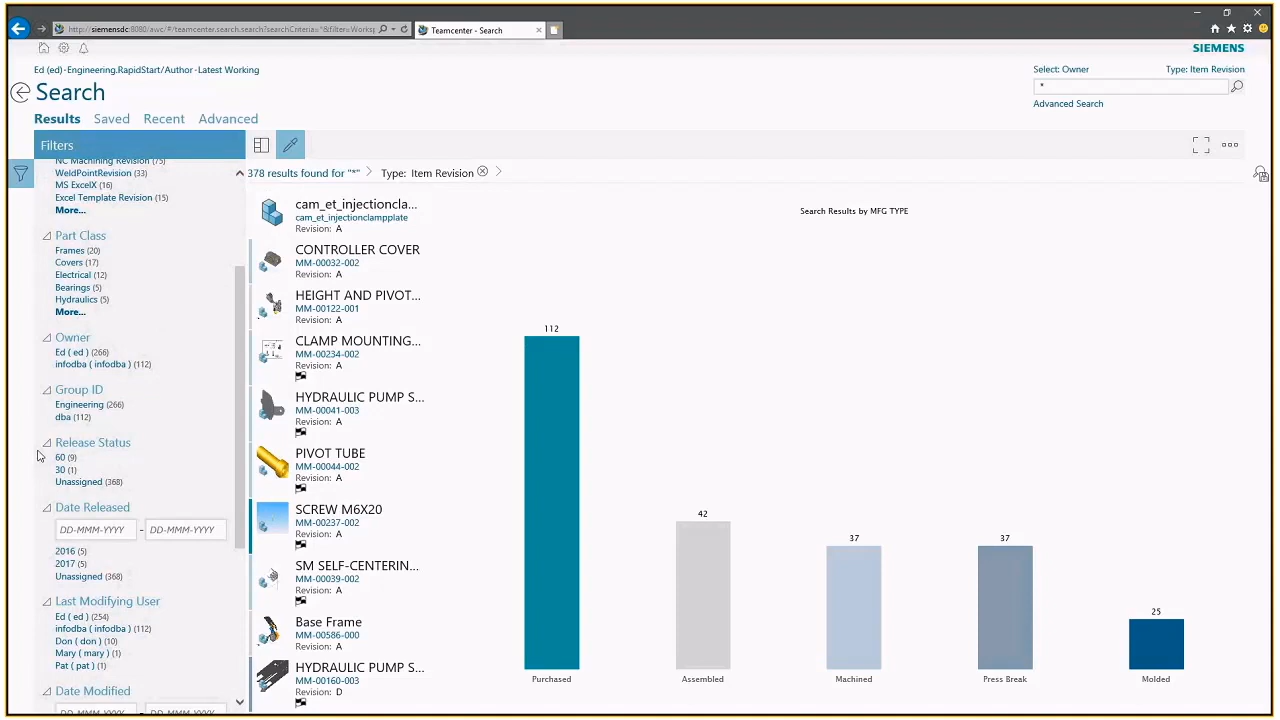 http://siemensdc:8080/awc/#/teamcenter.search.search?searchCriteria=*&filter=Worksp
Teamcenter - Search
SIEMENS
Ed (ed) - Engineering.RapidStart/Author - Latest Working
Select: Owner
Type: Item Revision
Search
*
Advanced Search
Results
Saved
Recent
Advanced
Filters
378 results found for "*"
Type: Item Revision
NC Machining Revision (75)
WeldPointRevision (33)
MS ExcelX (16)
Excel Template Revision (15)
More...
Part Class
Frames (20)
Covers (17)
Electrical (12)
Bearings (5)
Hydraulics (5)
More...
Owner
Ed ( ed ) (266)
infodba ( infodba ) (112)
Group ID
Engineering (266)
dba (112)
Release Status
60 (9)
30 (1)
Unassigned (368)
Date Released
DD-MMM-YYYY - DD-MMM-YYYY
2016 (5)
2017 (5)
Unassigned (368)
Last Modifying User
Ed ( ed ) (254)
infodba ( infodba ) (112)
Don ( don ) (10)
Mary ( mary ) (1)
Pat ( pat ) (1)
Date Modified
DD-MMM-YYYY DD-MMM-YYYY
cam_et_injectioncla...
cam_et_injectionclampplate
Revision: A
CONTROLLER COVER
MM-00032-002
Revision: A
HEIGHT AND PIVOT...
MM-00122-001
Revision: A
CLAMP MOUNTING...
MM-00234-002
Revision: A
HYDRAULIC PUMP S...
MM-00041-003
Revision: A
PIVOT TUBE
MM-00044-002
Revision: A
SCREW M6X20
MM-00237-002
Revision: A
SM SELF-CENTERIN...
MM-00039-002
Revision: A
Base Frame
MM-00586-000
Revision: A
HYDRAULIC PUMP S...
MM-00160-003
Revision: D
Search Results by MFG TYPE
112
42
37
37
25
Purchased
Assembled
Machined
Press Break
Molded